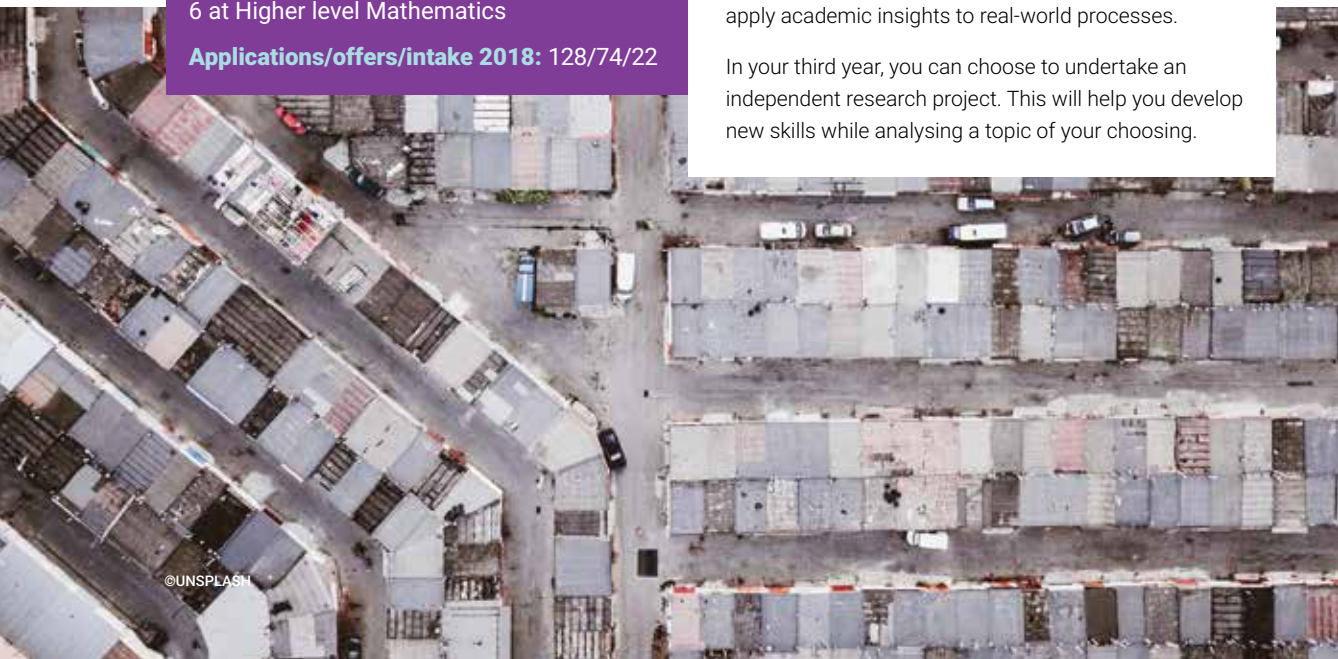 6 at Higher level Mathematics
Applications/offers/intake 2018: 128/74/22
apply academic insights to real-world processes.
In your third year, you can choose to undertake an
independent research project. This will help you develop
new skills while analysing a topic of your choosing.
©UNSPLASH